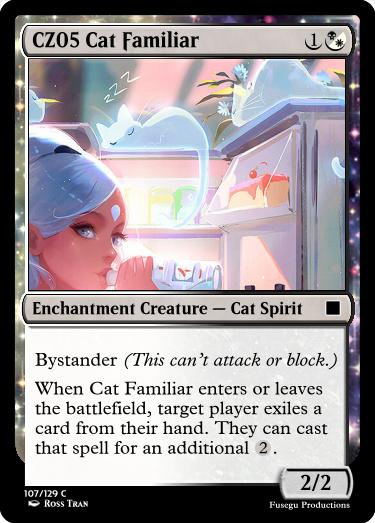 CZ05 Cat Familiar 1
zzz
Enchantment Creature — Cat Spirit
Bystander (This can't attack or block.)
When Cat Familiar enters or leaves
the battlefield, target player exiles
a card from their hand. They can cast
that spell for an additional 2.
2/2
107/129 C
Ross Tran
Fusegu Productions